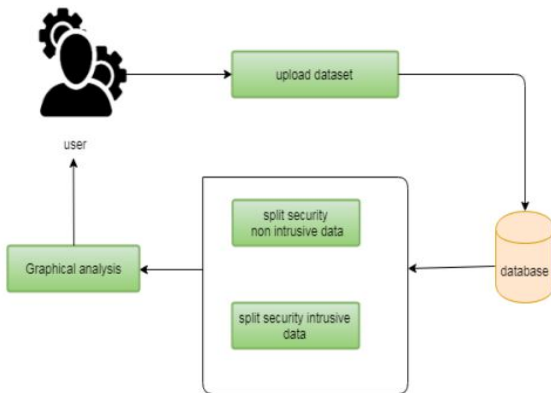 upload dataset
user
split security
non intrusive data
Graphical analysis
database
split security intrusive
data